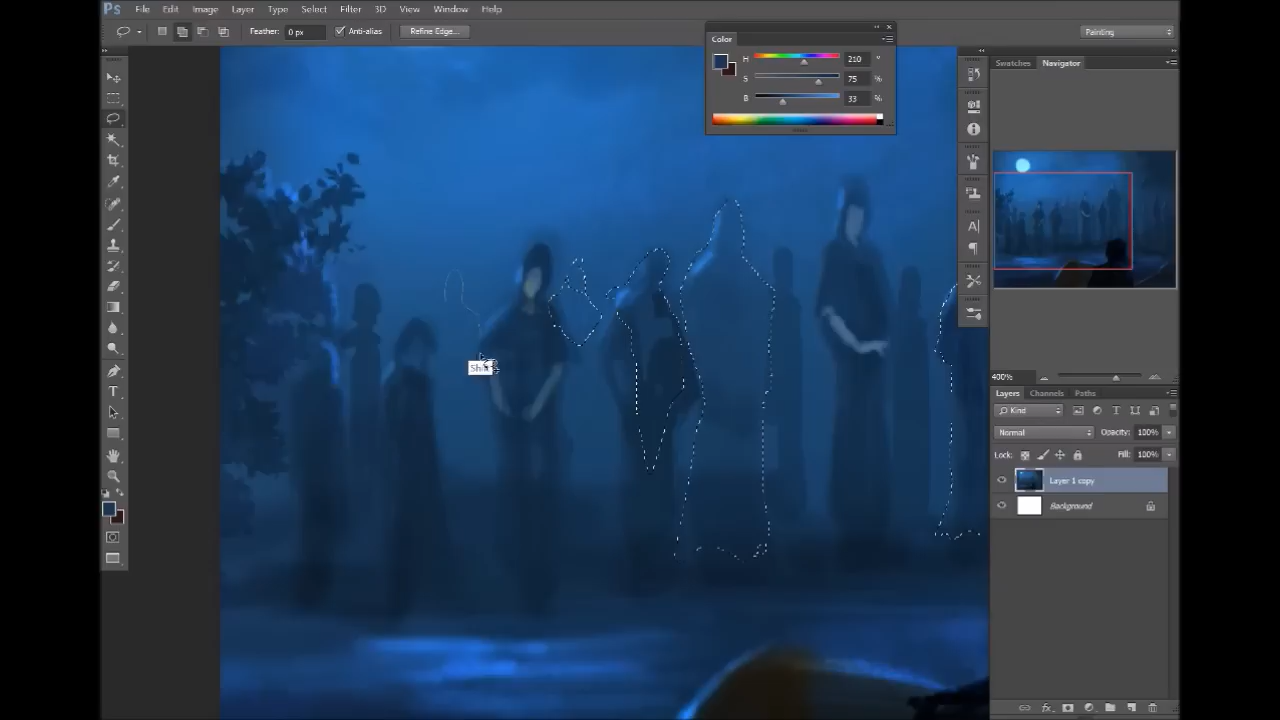 Ps File Edit Image Layer Type Select Filter 3D View Window Help
Feather: 0 px Anti-alias Refine Edge... Painting
Color
H 210 °
S 75 %
B 33 %
Swatches Navigator
Shift
400%
Layers Channels Paths
Kind
Normal Opacity: 100%
Lock: Fill: 100%
Layer 1 copy
Background